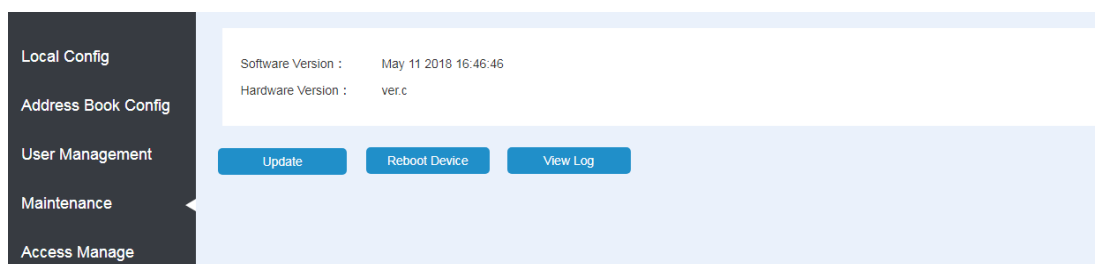 Local Config
Address Book Config
User Management
Maintenance
Access Manage
Software Version : May 11 2018 16:46:46
Hardware Version : ver.c
Update Reboot Device View Log